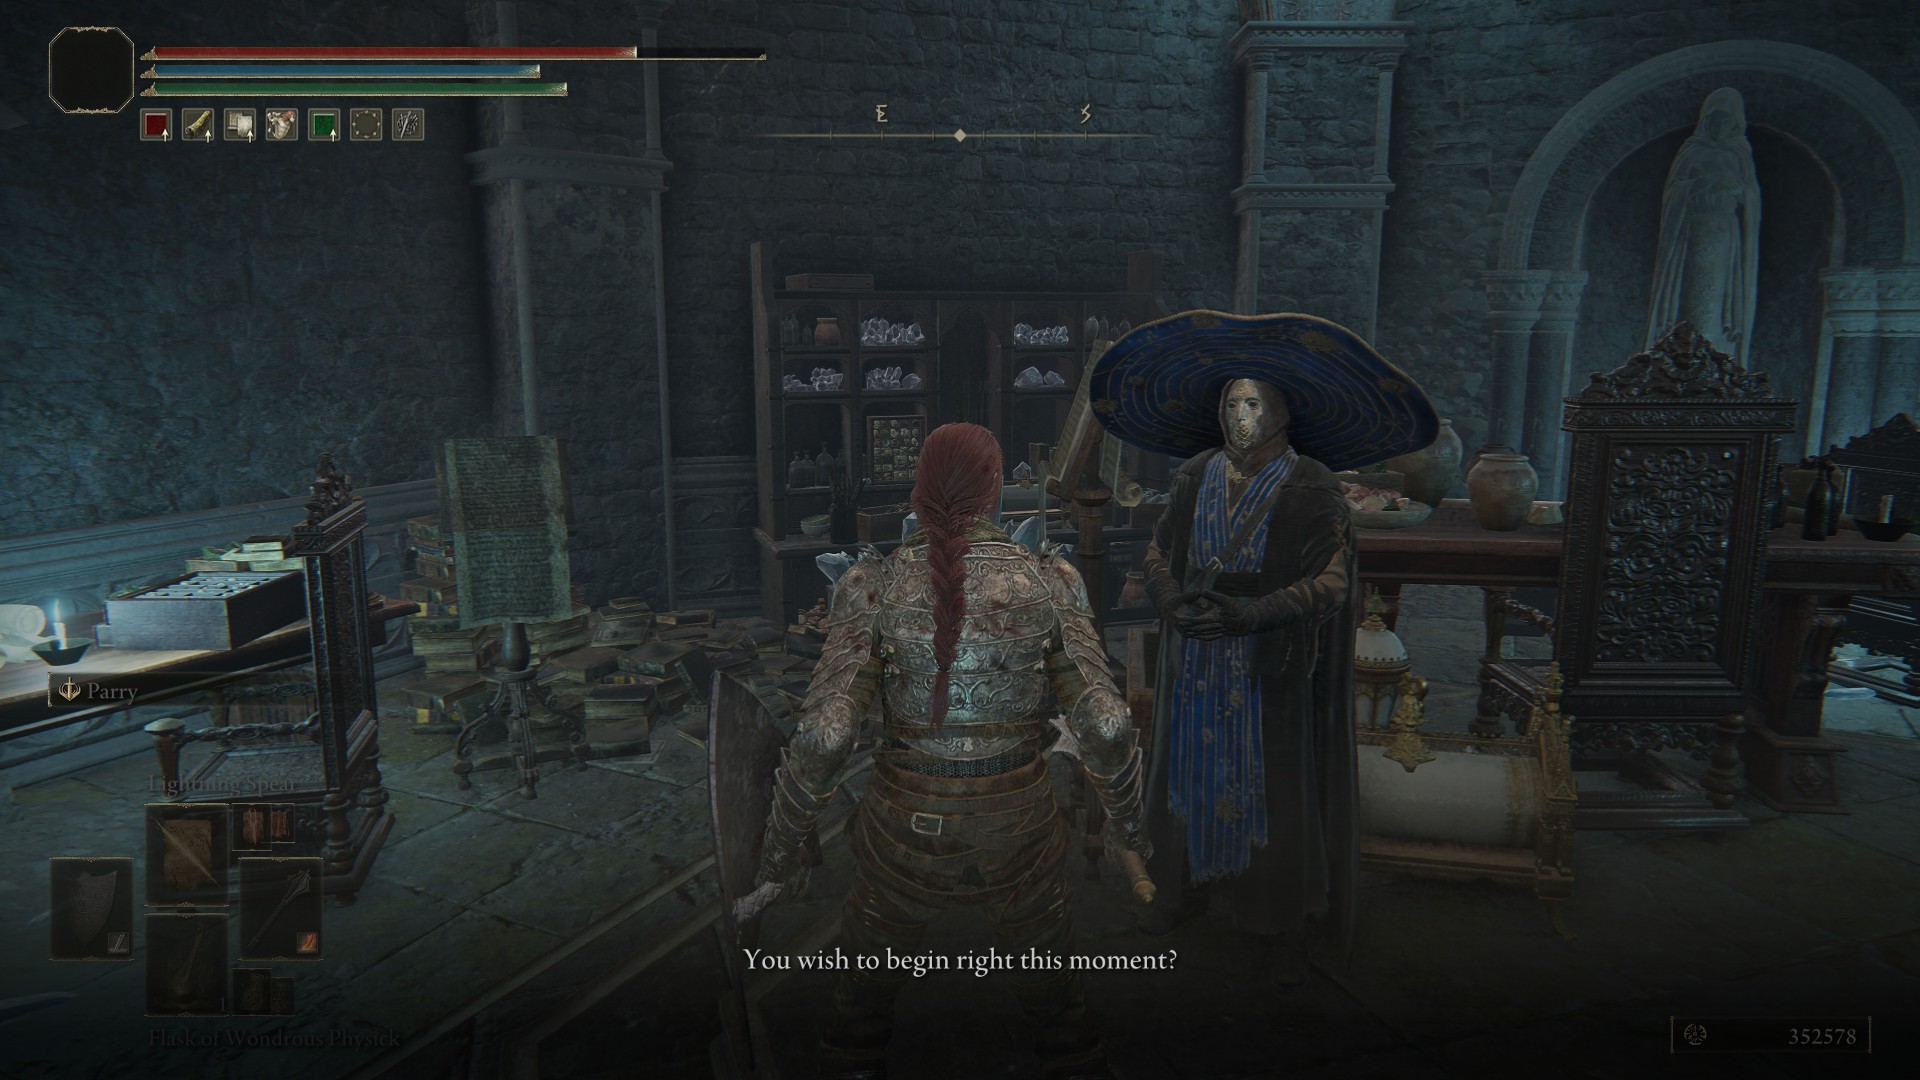 E
S
Parry
Lightning Spear
1
You wish to begin right this moment?
Flask of Wondrous Physick
352578